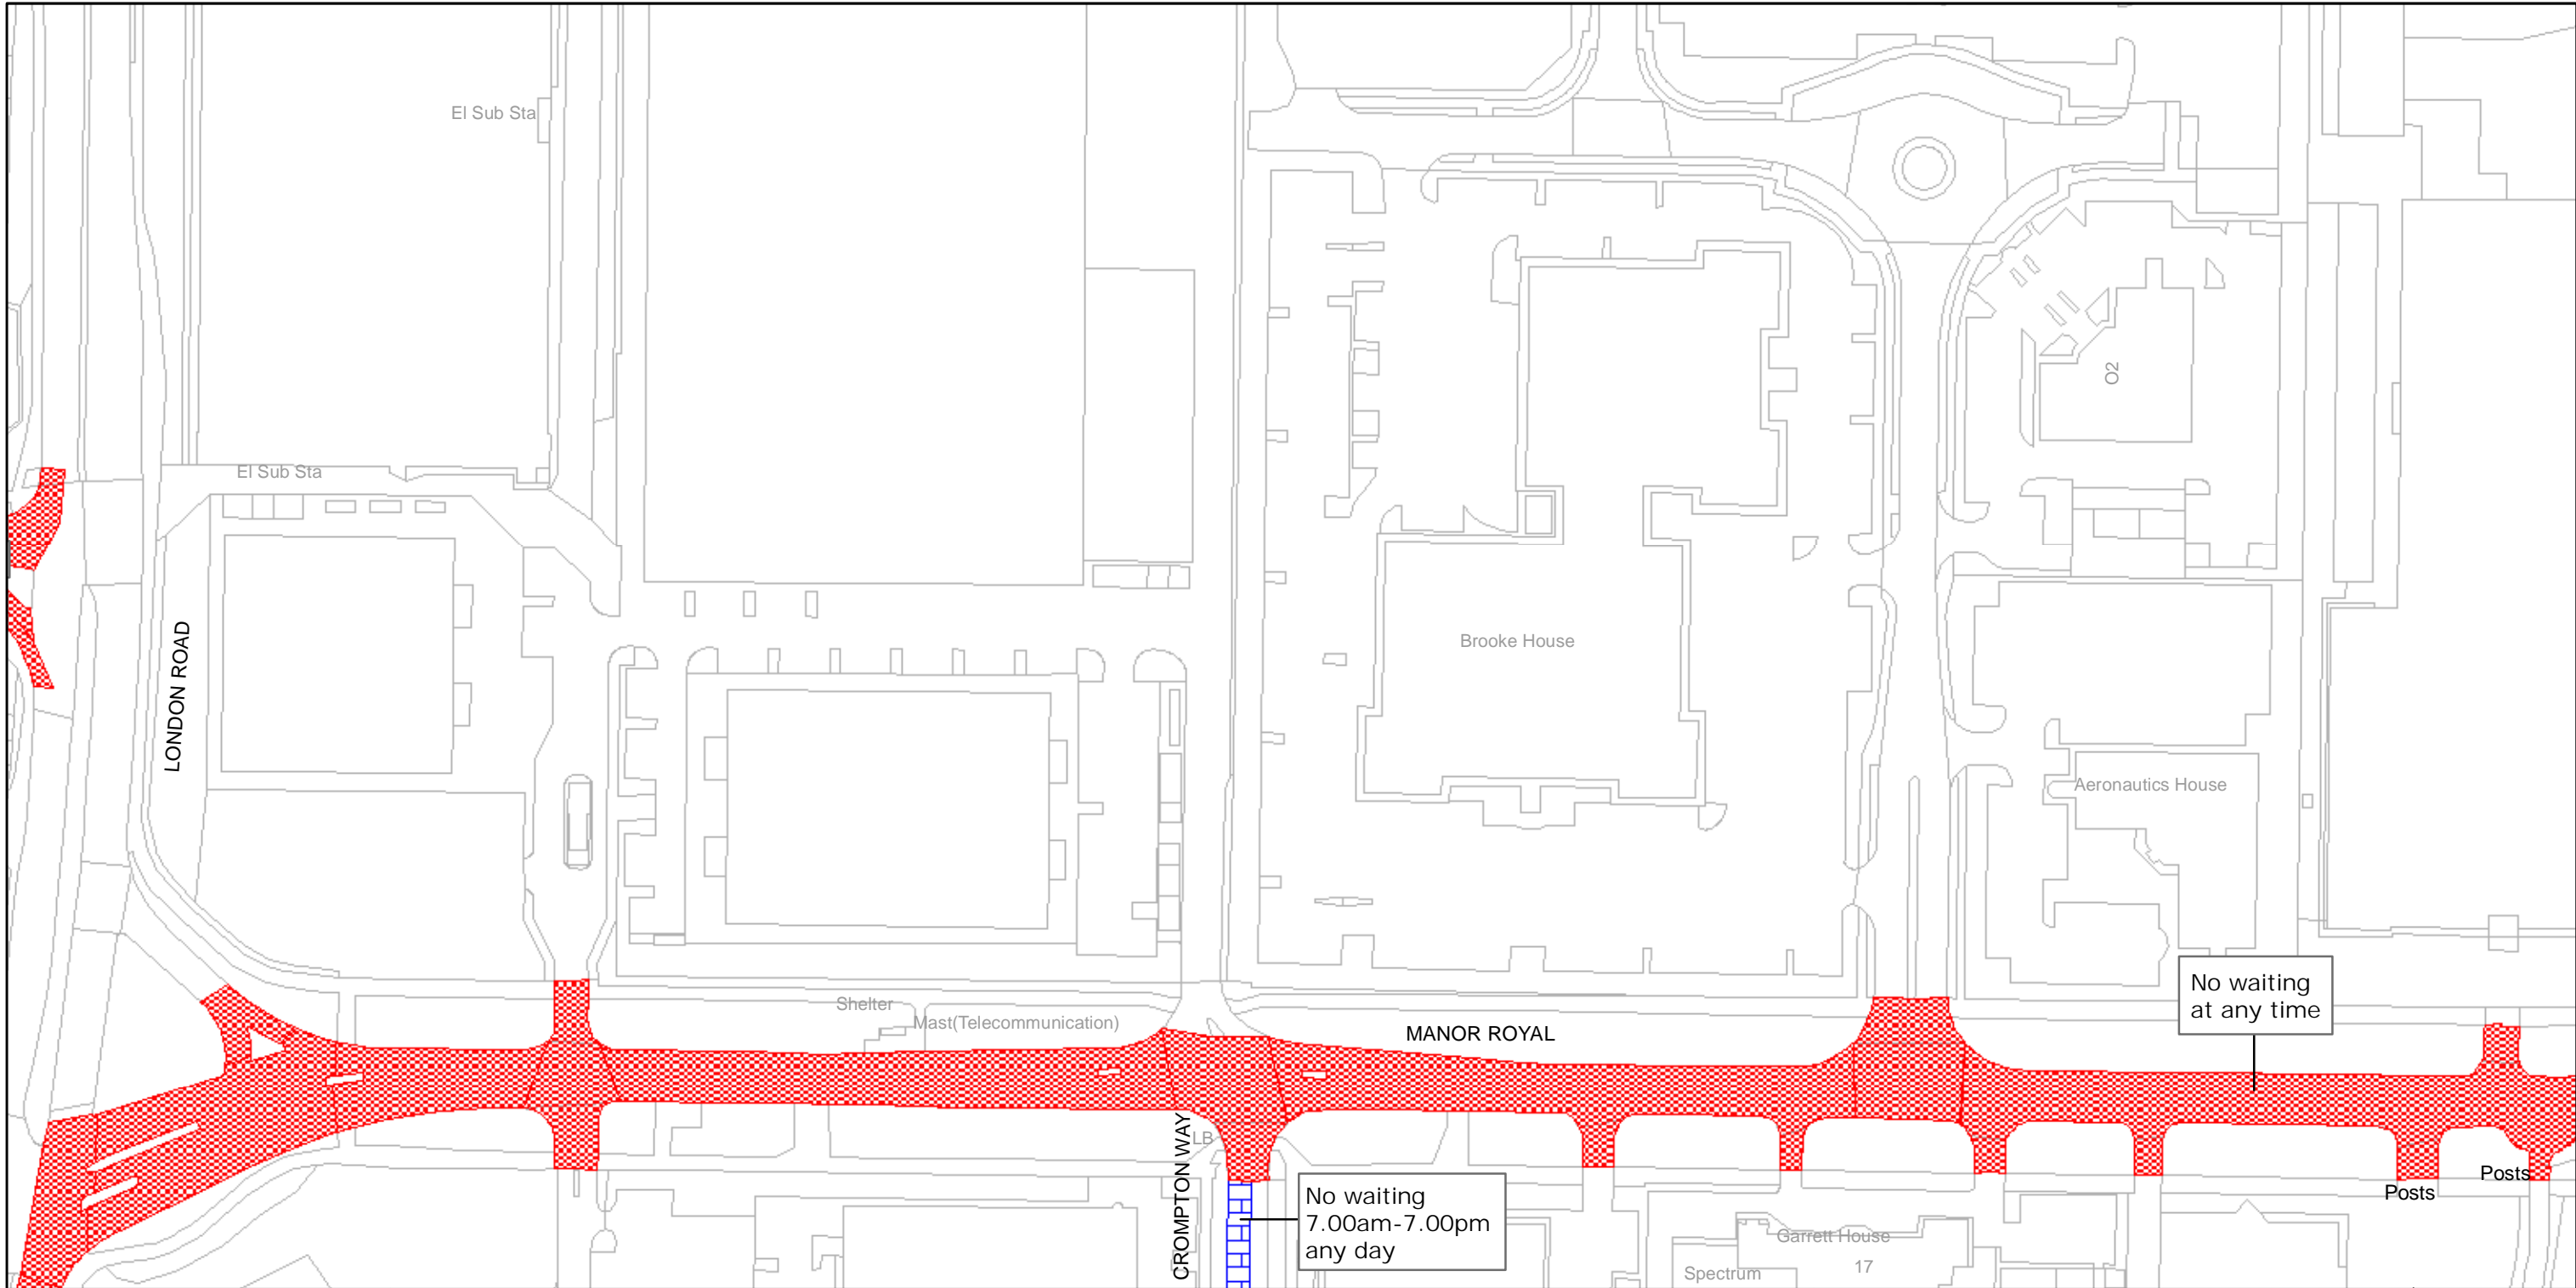 El Sub Sta
O2
El Sub Sta
LONDON ROAD
Brooke House
Aeronautics House
No waiting
at any time
Shelter
Mast(Telecommunication)
MANOR ROYAL
CROMPTON WAY
LB
No waiting
7.00am-7.00pm
any day
Posts
Posts
Garrett House
17
Spectrum